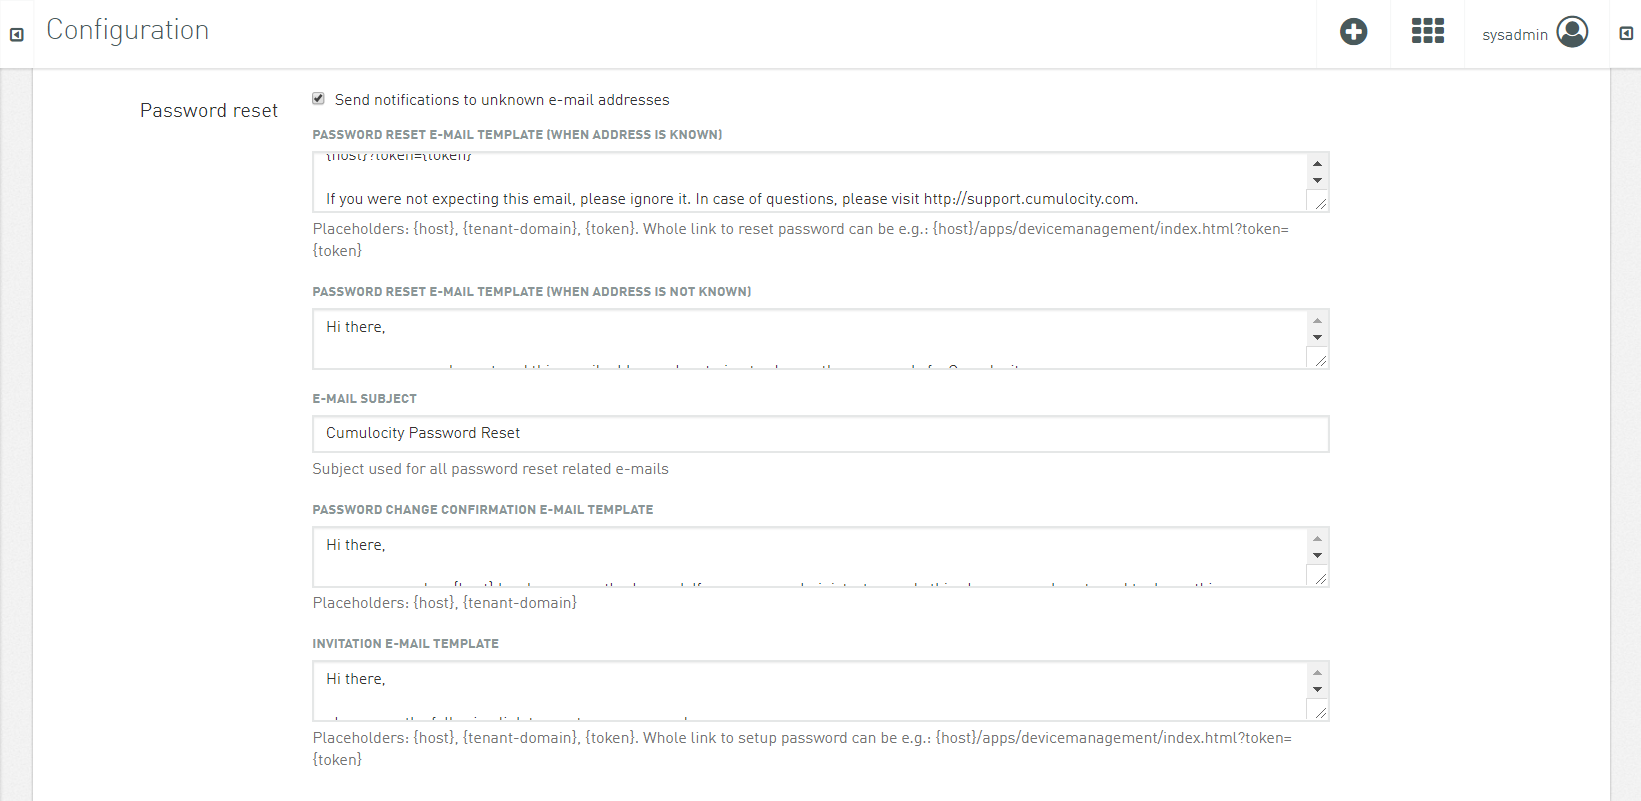 Configuration
sysadmin
Password reset
Send notifications to unknown e-mail addresses
PASSWORD RESET E-MAIL TEMPLATE (WHEN ADDRESS IS KNOWN)
{host}?token={token}
If you were not expecting this email, please ignore it. In case of questions, please visit http://support.cumulocity.com.
Placeholders: {host}, {tenant-domain}, {token}. Whole link to reset password can be e.g.: {host}/apps/devicemanagement/index.html?token=
{token}
PASSWORD RESET E-MAIL TEMPLATE (WHEN ADDRESS IS NOT KNOWN)
Hi there,
E-MAIL SUBJECT
Cumulocity Password Reset
Subject used for all password reset related e-mails
PASSWORD CHANGE CONFIRMATION E-MAIL TEMPLATE
Hi there,
Placeholders: {host}, {tenant-domain}
INVITATION E-MAIL TEMPLATE
Hi there,
Placeholders: {host}, {tenant-domain}, {token}. Whole link to setup password can be e.g.: {host}/apps/devicemanagement/index.html?token=
{token}